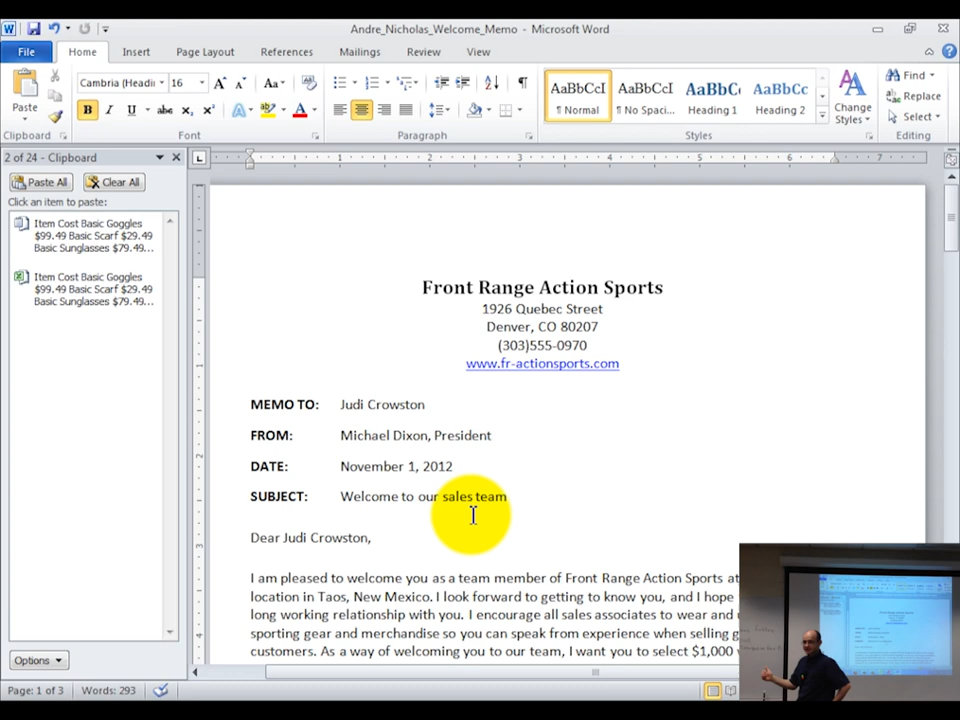 Andre_Nicholas_Welcome_Memo - Microsoft Word
File Home Insert Page Layout References Mailings Review View
Paste
Cambria (Headi 16
AaBbCcI AaBbCcI AaBbC AaBbCc
¶ Normal ¶ No Spaci... Heading 1 Heading 2
Change Styles
Find
Replace
Select
Clipboard Font Paragraph Styles Editing
2 of 24 - Clipboard
Paste All Clear All
Click an item to paste:
Item Cost Basic Goggles
$99.49 Basic Scarf $29.49
Basic Sunglasses $79.49...
Item Cost Basic Goggles
$99.49 Basic Scarf $29.49
Basic Sunglasses $79.49...
Options
1 2 3 4 5 6 7
Front Range Action Sports
1926 Quebec Street
Denver, CO 80207
(303)555-0970
www.fr-actionsports.com
MEMO TO: Judi Crowston
FROM: Michael Dixon, President
DATE: November 1, 2012
SUBJECT: Welcome to our sales team
Dear Judi Crowston,
I am pleased to welcome you as a team member of Front Range Action Sports at
location in Taos, New Mexico. I look forward to getting to know you, and I hope
long working relationship with you. I encourage all sales associates to wear and
sporting gear and merchandise so you can speak from experience when selling
customers. As a way of welcoming you to our team, I want you to select $1,000
Page: 1 of 3 Words: 293